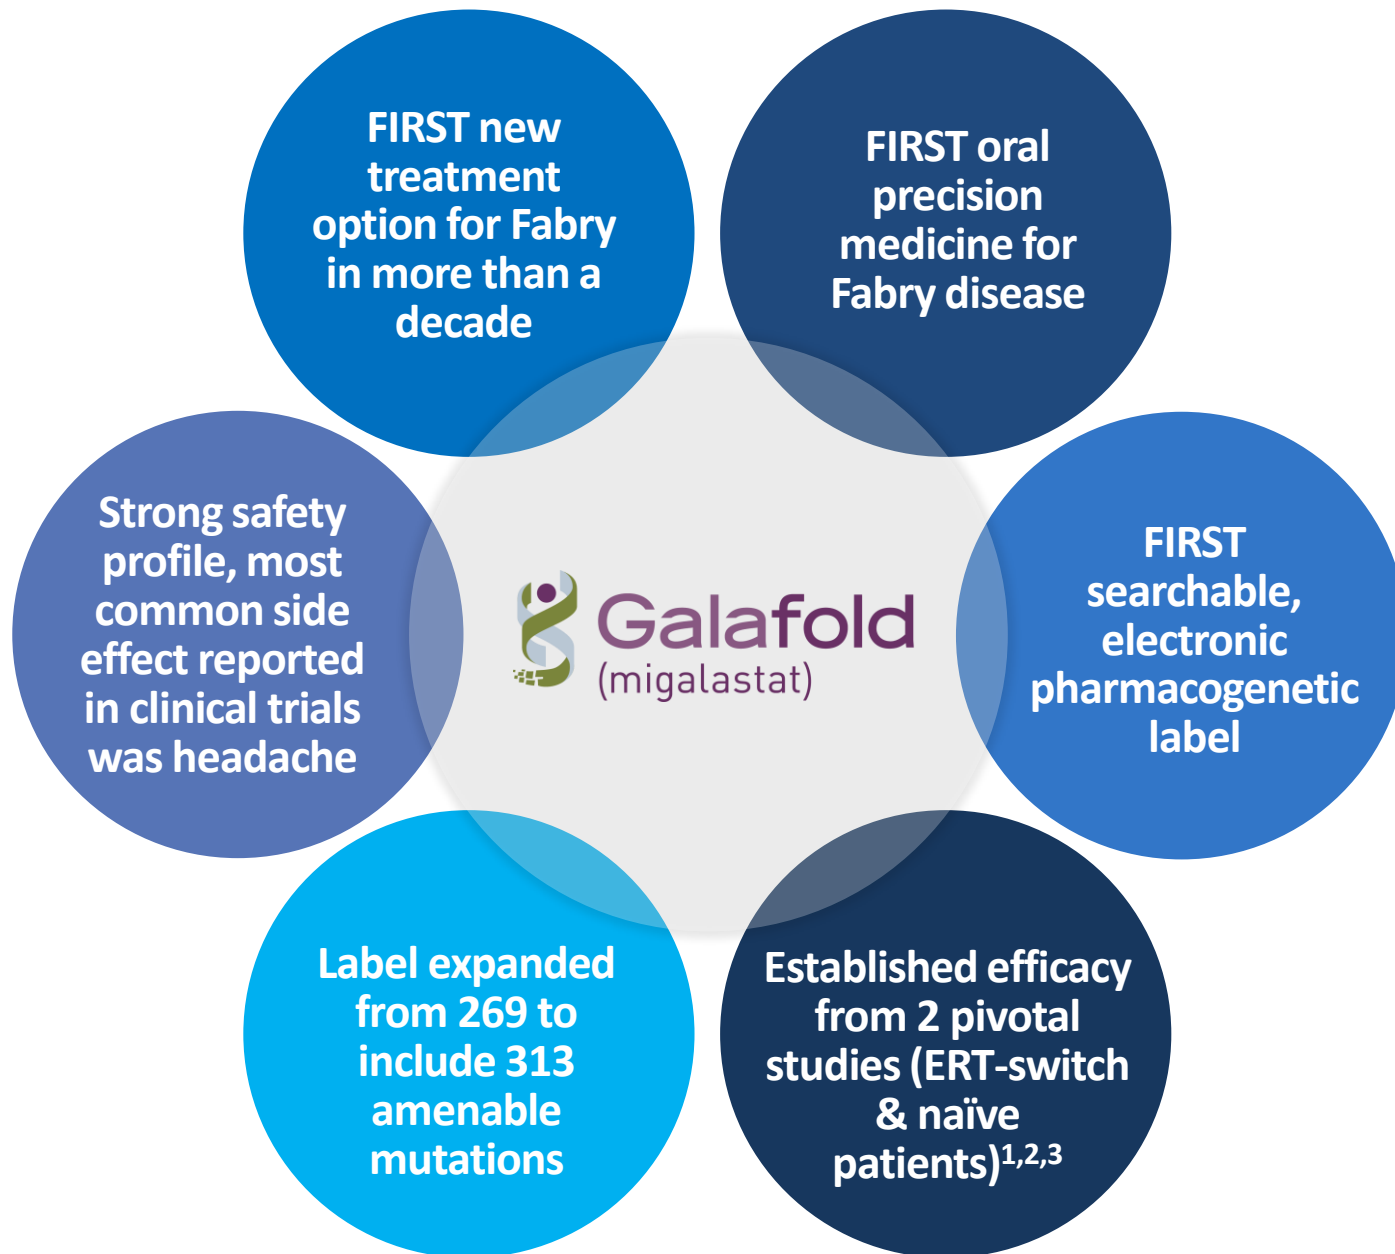 FIRST new
treatment
option for Fabry
in more than a
decade
FIRST oral
precision
medicine for
Fabry disease
Strong safety
profile, most
common side
effect reported
in clinical trials
was headache
Galafold
(migalastat)
FIRST
searchable,
electronic
pharmacogenetic
label
Label expanded
from 269 to
include 313
amenable
mutations
Established efficacy
from 2 pivotal
studies (ERT-switch
& naïve
patients)1,2,3